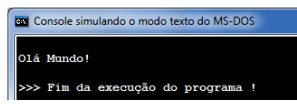 Console simulando o modo texto do MS-DOS
Olá Mundo!
>>> Fim da execução do programa !